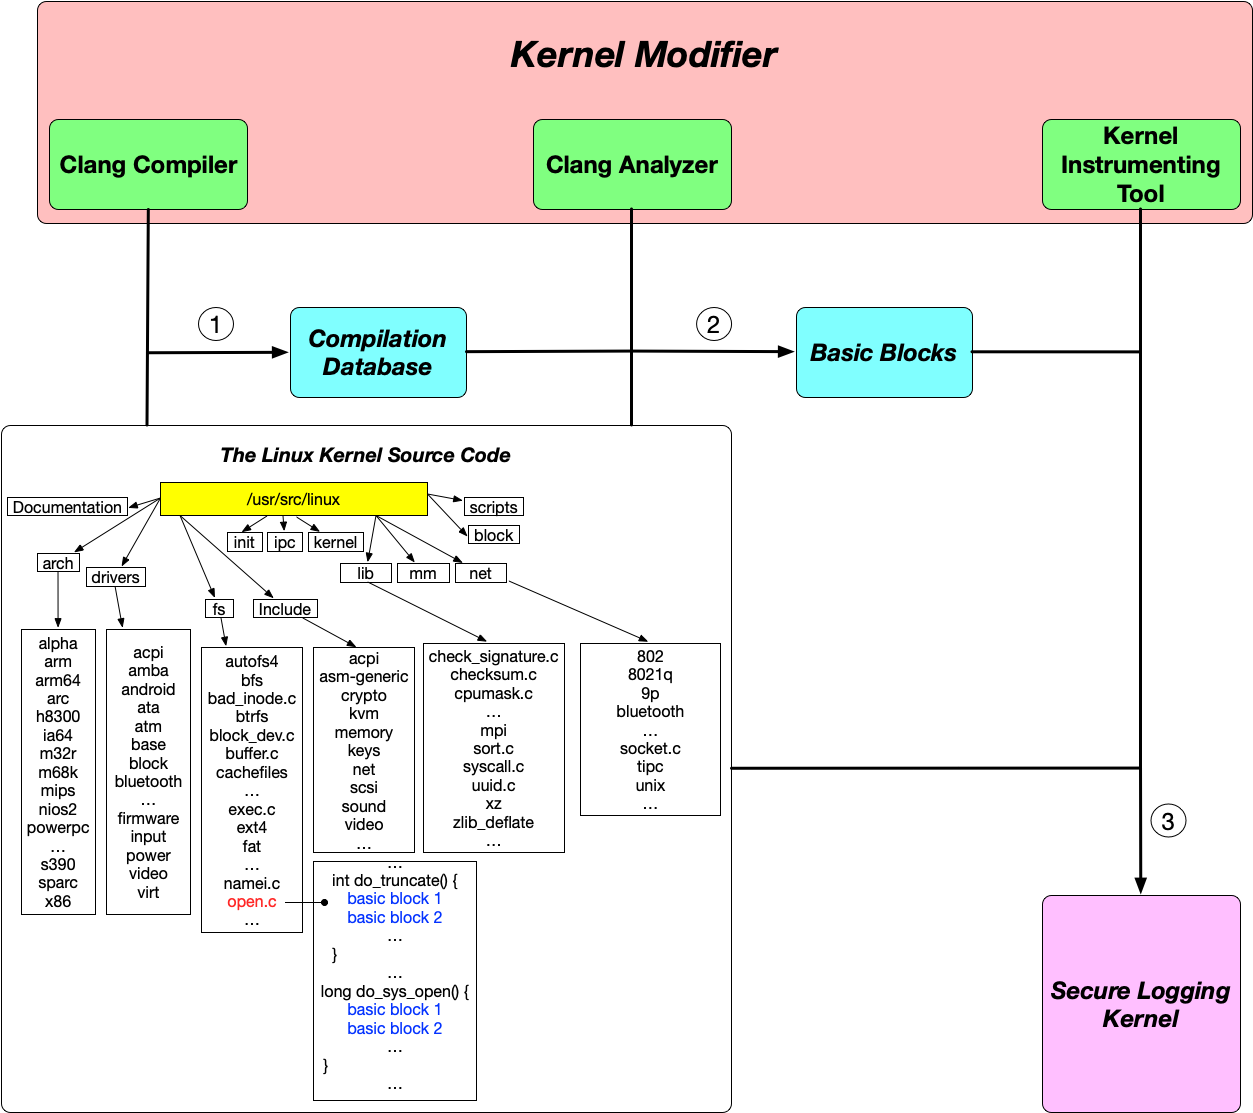 Kernel Modifier
Clang Compiler
Clang Analyzer
Kernel
Instrumenting
Tool
1
2
Compilation
Database
Basic Blocks
The Linux Kernel Source Code
/usr/src/linux
Documentation
scripts
init
ipc
kernel
block
arch
drivers
lib
mm
net
fs
Include
alpha
arm
arm64
arc
h8300
ia64
m32r
m68k
mips
nios2
powerpc
...
s390
sparc
x86
acpi
amba
android
ata
atm
base
block
bluetooth
...
firmware
input
power
video
virt
autofs4
bfs
bad_inode.c
btrfs
block_dev.c
buffer.c
cachefiles
...
exec.c
ext4
fat
...
namei.c
open.c
...
acpi
asm-generic
crypto
kvm
memory
keys
net
scsi
sound
video
...
check_signature.c
checksum.c
cpumask.c
...
mpi
sort.c
syscall.c
uuid.c
xz
zlib_deflate
...
802
8021q
9p
bluetooth
...
socket.c
tipc
unix
...
...
int do_truncate() {
basic block 1
basic block 2
...
}
...
long do_sys_open() {
basic block 1
basic block 2
...
}
...
3
Secure Logging
Kernel